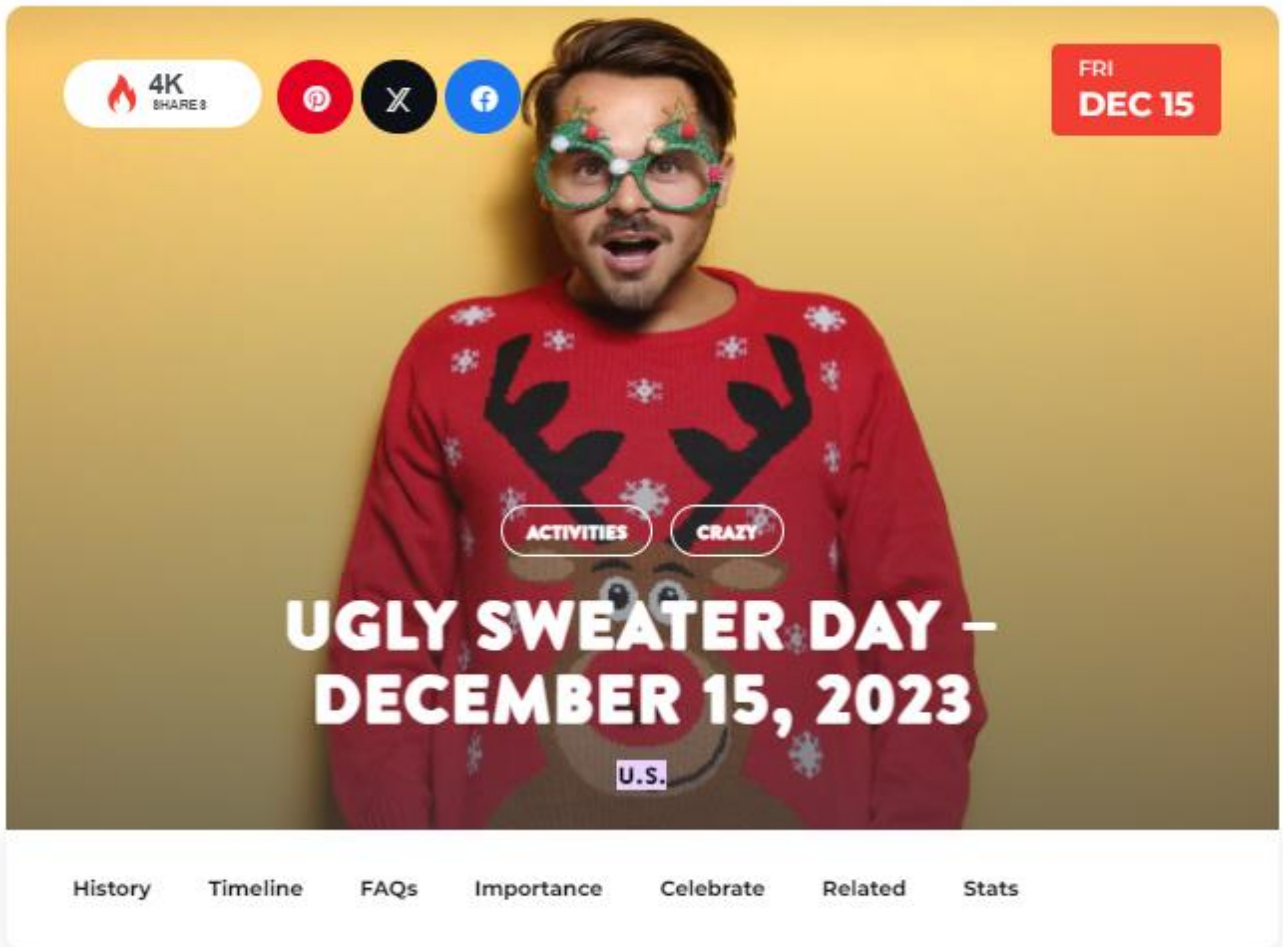 4K
SHARES
FRI
DEC 15
ACTIVITIES
CRAZY
UGLY SWEATER DAY –
DECEMBER 15, 2023
U.S.
History Timeline FAQs Importance Celebrate Related Stats